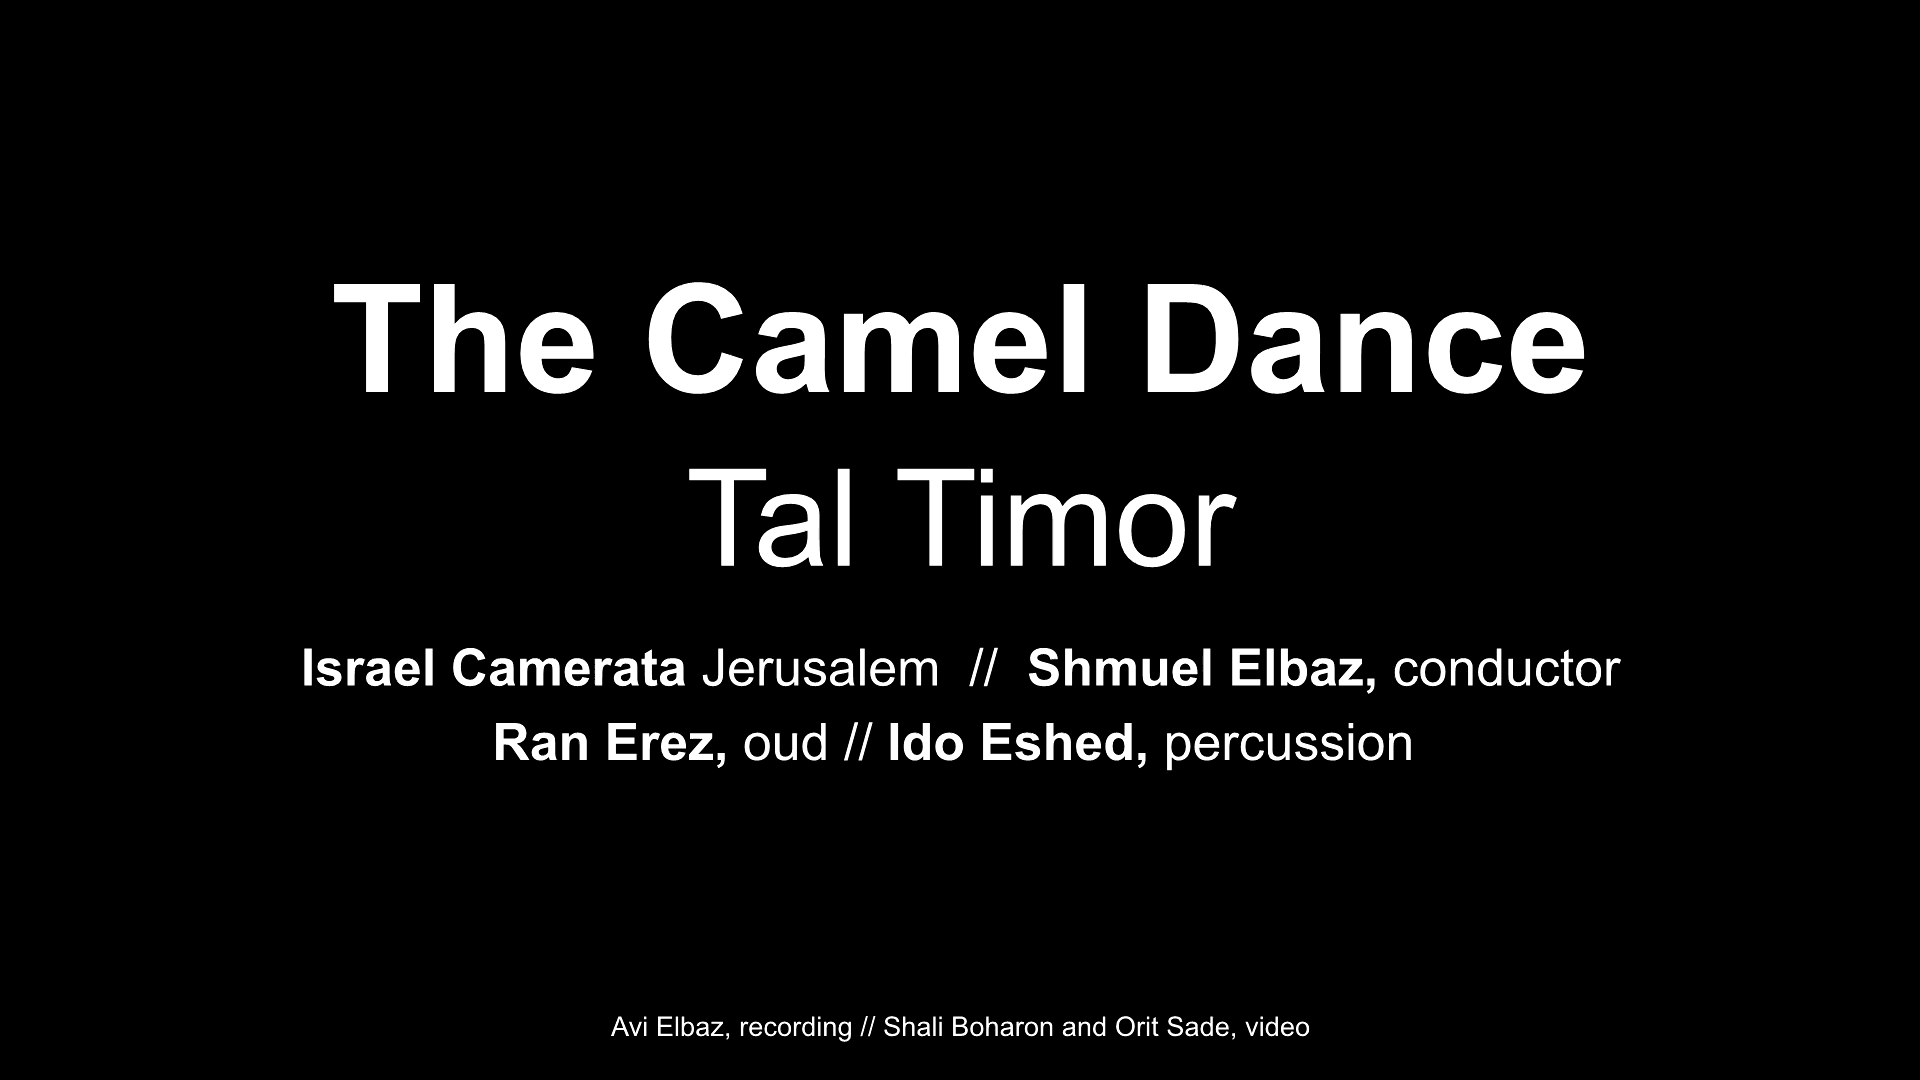 The Camel Dance
Tal Timor
Israel Camerata Jerusalem // Shmuel Elbaz, conductor
Ran Erez, oud // Ido Eshed, percussion
Avi Elbaz, recording // Shali Boharon and Orit Sade, video